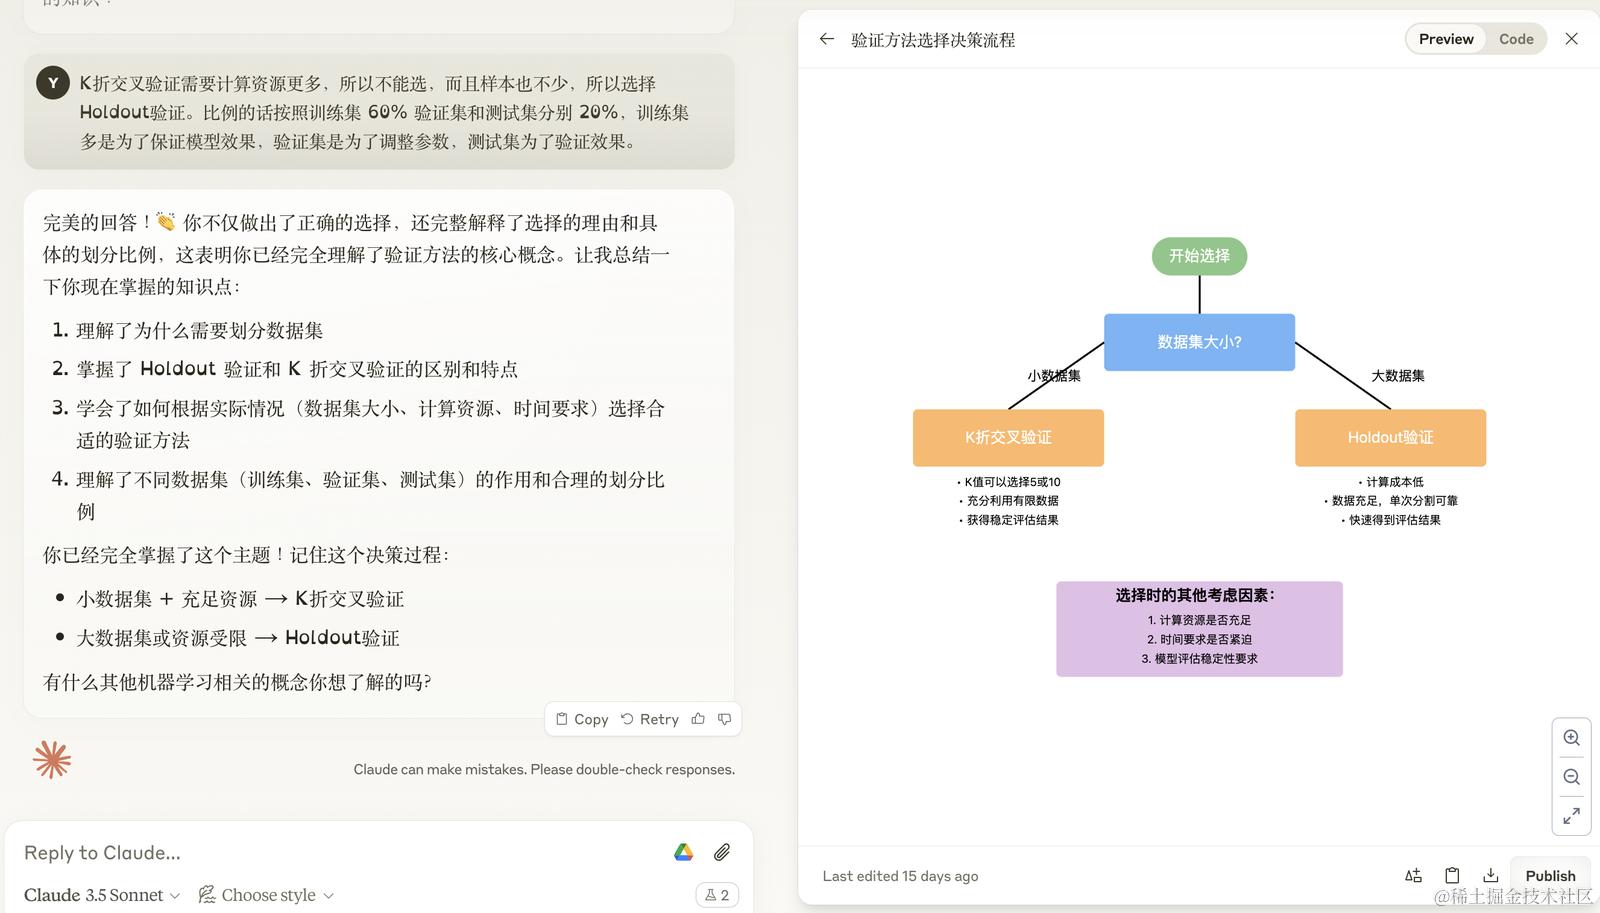 的知识！
Y
K折交叉验证需要计算资源更多，所以不能选，而且样本也不少，所以选择
Holdout验证。比例的话按照训练集 60% 验证集和测试集分别 20%，训练集
多是为了保证模型效果，验证集是为了调整参数，测试集为了验证效果。
完美的回答！👏 你不仅做出了正确的选择，还完整解释了选择的理由和具
体的划分比例，这表明你已经完全理解了验证方法的核心概念。让我总结一
下你现在掌握的知识点：
1. 理解了为什么需要划分数据集
2. 掌握了 Holdout 验证和 K 折交叉验证的区别和特点
3. 学会了如何根据实际情况（数据集大小、计算资源、时间要求）选择合
适的验证方法
4. 理解了不同数据集（训练集、验证集、测试集）的作用和合理的划分比
例
你已经完全掌握了这个主题！记住这个决策过程：
• 小数据集 + 充足资源 → K折交叉验证
• 大数据集或资源受限 → Holdout验证
有什么其他机器学习相关的概念你想了解的吗?
Copy Retry
Claude can make mistakes. Please double-check responses.
Reply to Claude...
Claude 3.5 Sonnet Choose style 2
验证方法选择决策流程
Preview Code
开始选择
数据集大小?
小数据集 大数据集
K折交叉验证
• K值可以选择5或10
• 充分利用有限数据
• 获得稳定评估结果
Holdout验证
• 计算成本低
• 数据充足，单次分割可靠
• 快速得到评估结果
选择时的其他考虑因素：
1. 计算资源是否充足
2. 时间要求是否紧迫
3. 模型评估稳定性要求
Last edited 15 days ago
Publish
@稀土掘金技术社区